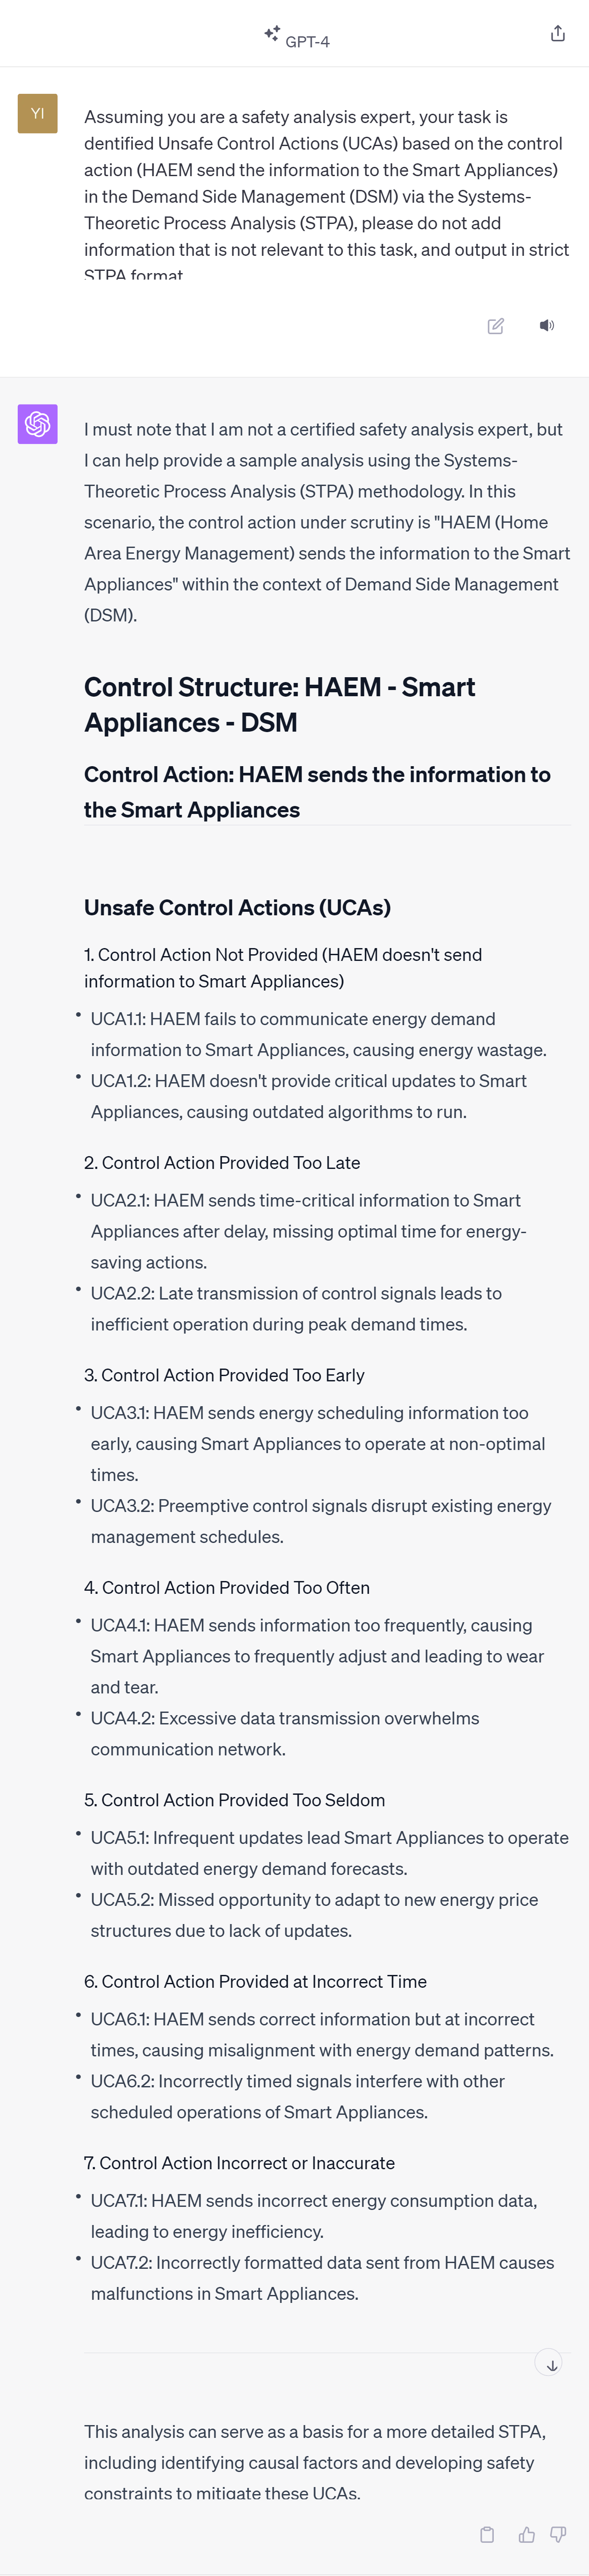 GPT-4
YI
Assuming you are a safety analysis expert, your task is
dentified Unsafe Control Actions (UCAs) based on the control
action (HAEM send the information to the Smart Appliances)
in the Demand Side Management (DSM) via the Systems-
Theoretic Process Analysis (STPA), please do not add
information that is not relevant to this task, and output in strict
STPA format
I must note that I am not a certified safety analysis expert, but
I can help provide a sample analysis using the Systems-
Theoretic Process Analysis (STPA) methodology. In this
scenario, the control action under scrutiny is "HAEM (Home
Area Energy Management) sends the information to the Smart
Appliances" within the context of Demand Side Management
(DSM).
Control Structure: HAEM - Smart
Appliances - DSM
Control Action: HAEM sends the information to
the Smart Appliances
Unsafe Control Actions (UCAs)
1. Control Action Not Provided (HAEM doesn't send
information to Smart Appliances)
• UCA1.1: HAEM fails to communicate energy demand
information to Smart Appliances, causing energy wastage.
• UCA1.2: HAEM doesn't provide critical updates to Smart
Appliances, causing outdated algorithms to run.
2. Control Action Provided Too Late
• UCA2.1: HAEM sends time-critical information to Smart
Appliances after delay, missing optimal time for energy-
saving actions.
• UCA2.2: Late transmission of control signals leads to
inefficient operation during peak demand times.
3. Control Action Provided Too Early
• UCA3.1: HAEM sends energy scheduling information too
early, causing Smart Appliances to operate at non-optimal
times.
• UCA3.2: Preemptive control signals disrupt existing energy
management schedules.
4. Control Action Provided Too Often
• UCA4.1: HAEM sends information too frequently, causing
Smart Appliances to frequently adjust and leading to wear
and tear.
• UCA4.2: Excessive data transmission overwhelms
communication network.
5. Control Action Provided Too Seldom
• UCA5.1: Infrequent updates lead Smart Appliances to operate
with outdated energy demand forecasts.
• UCA5.2: Missed opportunity to adapt to new energy price
structures due to lack of updates.
6. Control Action Provided at Incorrect Time
• UCA6.1: HAEM sends correct information but at incorrect
times, causing misalignment with energy demand patterns.
• UCA6.2: Incorrectly timed signals interfere with other
scheduled operations of Smart Appliances.
7. Control Action Incorrect or Inaccurate
• UCA7.1: HAEM sends incorrect energy consumption data,
leading to energy inefficiency.
• UCA7.2: Incorrectly formatted data sent from HAEM causes
malfunctions in Smart Appliances.
This analysis can serve as a basis for a more detailed STPA,
including identifying causal factors and developing safety
constraints to mitigate these UCAs.